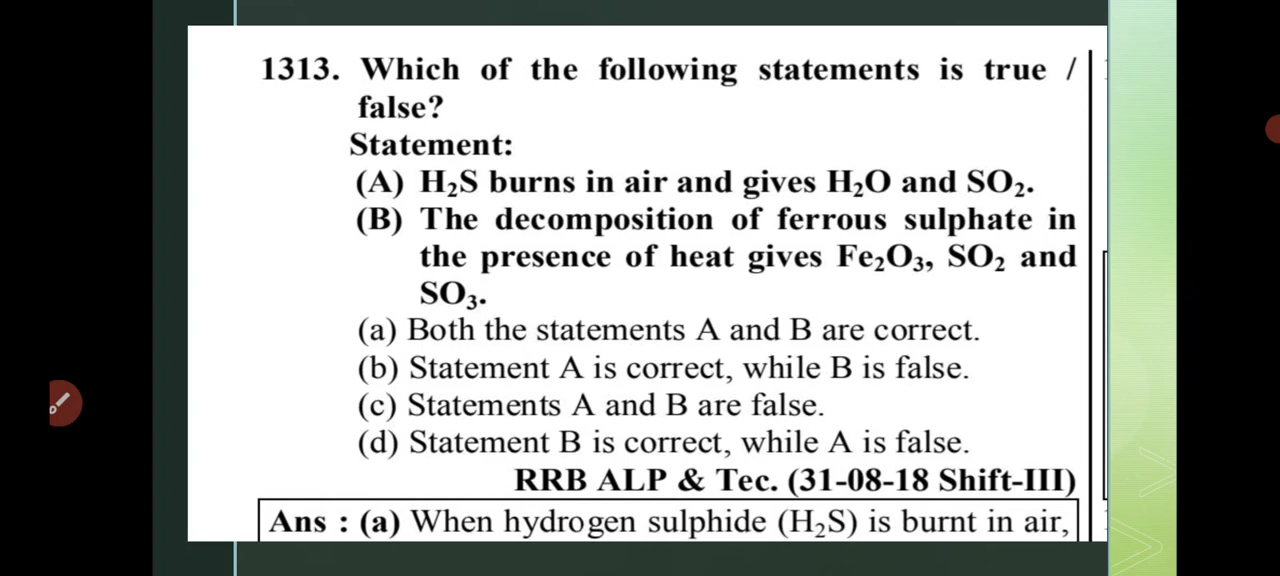 1313. Which of the following statements is true /
false?
Statement:
(A) H₂S burns in air and gives H₂O and SO₂.
(B) The decomposition of ferrous sulphate in
the presence of heat gives Fe₂O₃, SO₂ and
SO₃.
(a) Both the statements A and B are correct.
(b) Statement A is correct, while B is false.
(c) Statements A and B are false.
(d) Statement B is correct, while A is false.
RRB ALP & Tec. (31-08-18 Shift-III)
Ans : (a) When hydrogen sulphide (H₂S) is burnt in air,